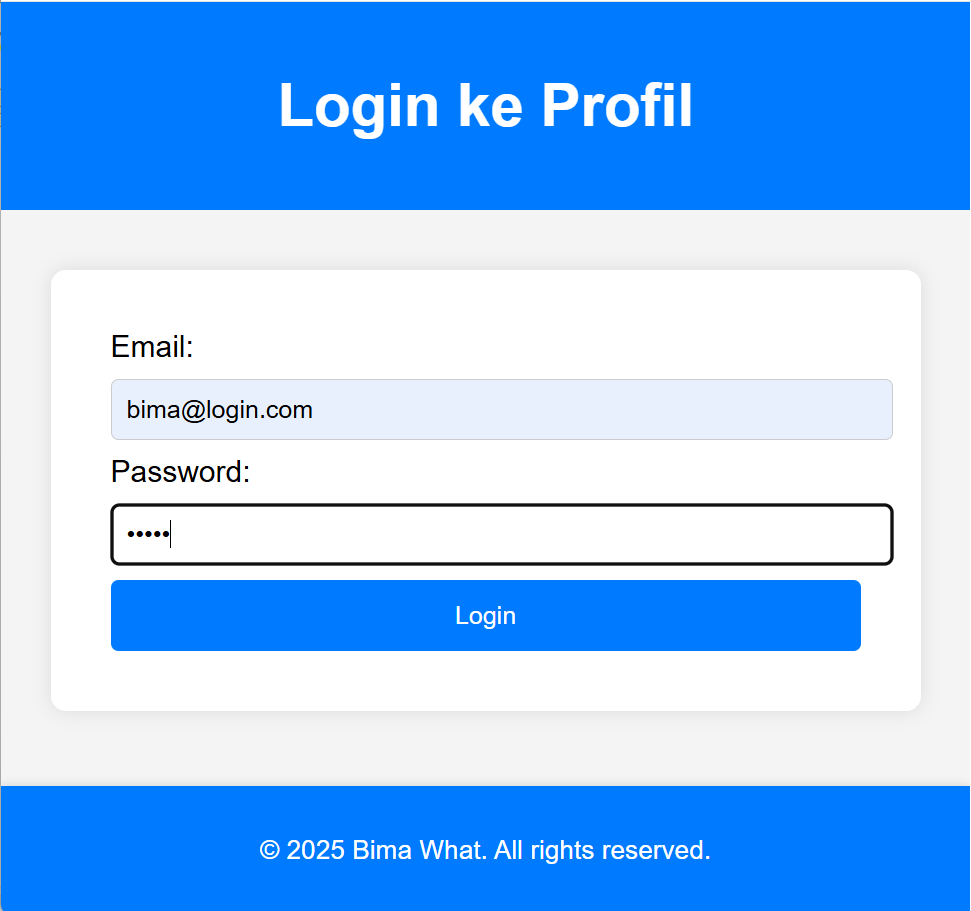 Login ke Profil
Email:
bima@login.com
Password:
•••••
Login
© 2025 Bima What. All rights reserved.